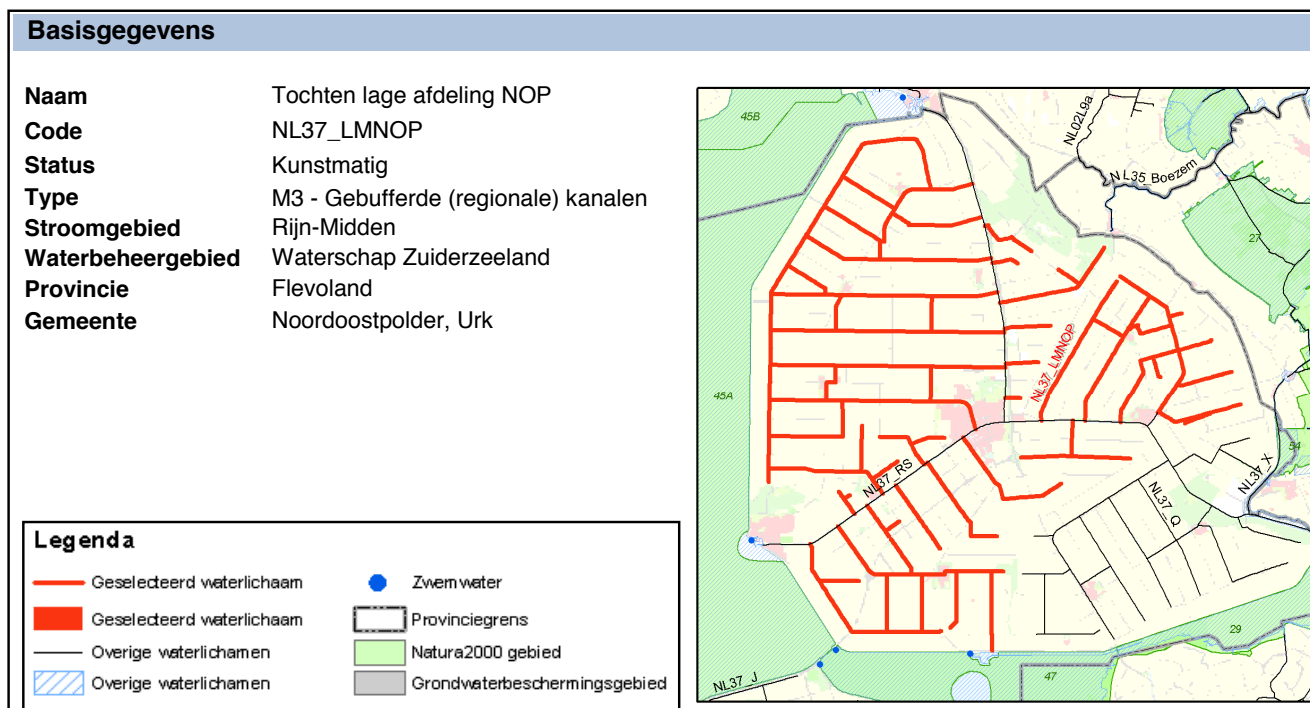 Basisgegevens
Naam Tochten lage afdeling NOP
Code NL37_LMNOP
Status Kunstmatig
Type M3 - Gebufferde (regionale) kanalen
Stroomgebied Rijn-Midden
Waterbeheergebied Waterschap Zuiderzeeland
Provincie Flevoland
Gemeente Noordoostpolder, Urk
45B
NL02L9a
NL35_Boezem
27
NL37_LMNOP
45A
54
NL37_RS
NL37_X
NL37_Q
29
47
NL37_J
Legenda
Geselecteerd waterlichaam
Zwemwater
Geselecteerd waterlichaam
Provinciegrens
Overige waterlichamen
Natura2000 gebied
Overige waterlichamen
Grondwaterbeschermingsgebied